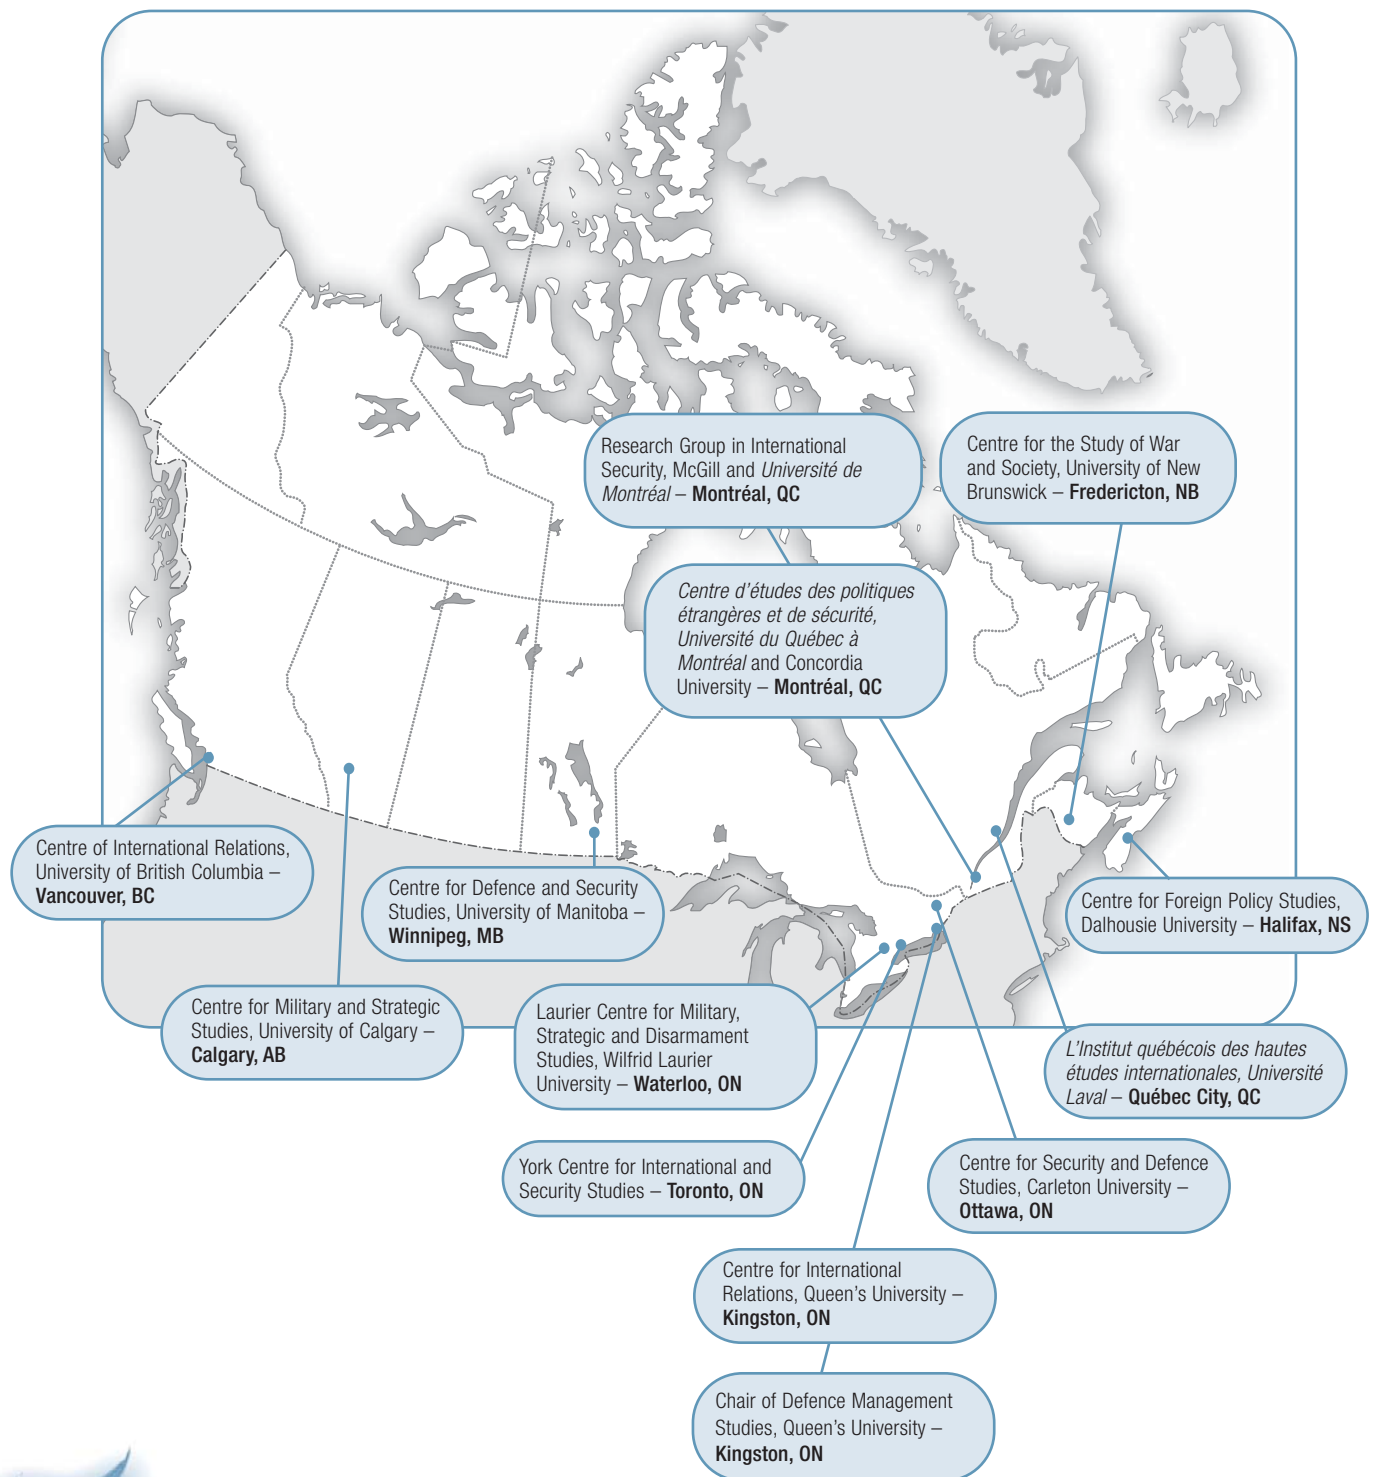 Research Group in International
Security, McGill and Université de
Montréal – Montréal, QC
Centre for the Study of War
and Society, University of New
Brunswick – Fredericton, NB
Centre d'études des politiques
étrangères et de sécurité,
Université du Québec à
Montréal and Concordia
University – Montréal, QC
Centre of International Relations,
University of British Columbia –
Vancouver, BC
Centre for Defence and Security
Studies, University of Manitoba –
Winnipeg, MB
Centre for Foreign Policy Studies,
Dalhousie University – Halifax, NS
Centre for Military and Strategic
Studies, University of Calgary –
Calgary, AB
Laurier Centre for Military,
Strategic and Disarmament
Studies, Wilfrid Laurier
University – Waterloo, ON
L'Institut québécois des hautes
études internationales, Université
Laval – Québec City, QC
York Centre for International and
Security Studies – Toronto, ON
Centre for Security and Defence
Studies, Carleton University –
Ottawa, ON
Centre for International
Relations, Queen's University –
Kingston, ON
Chair of Defence Management
Studies, Queen's University –
Kingston, ON